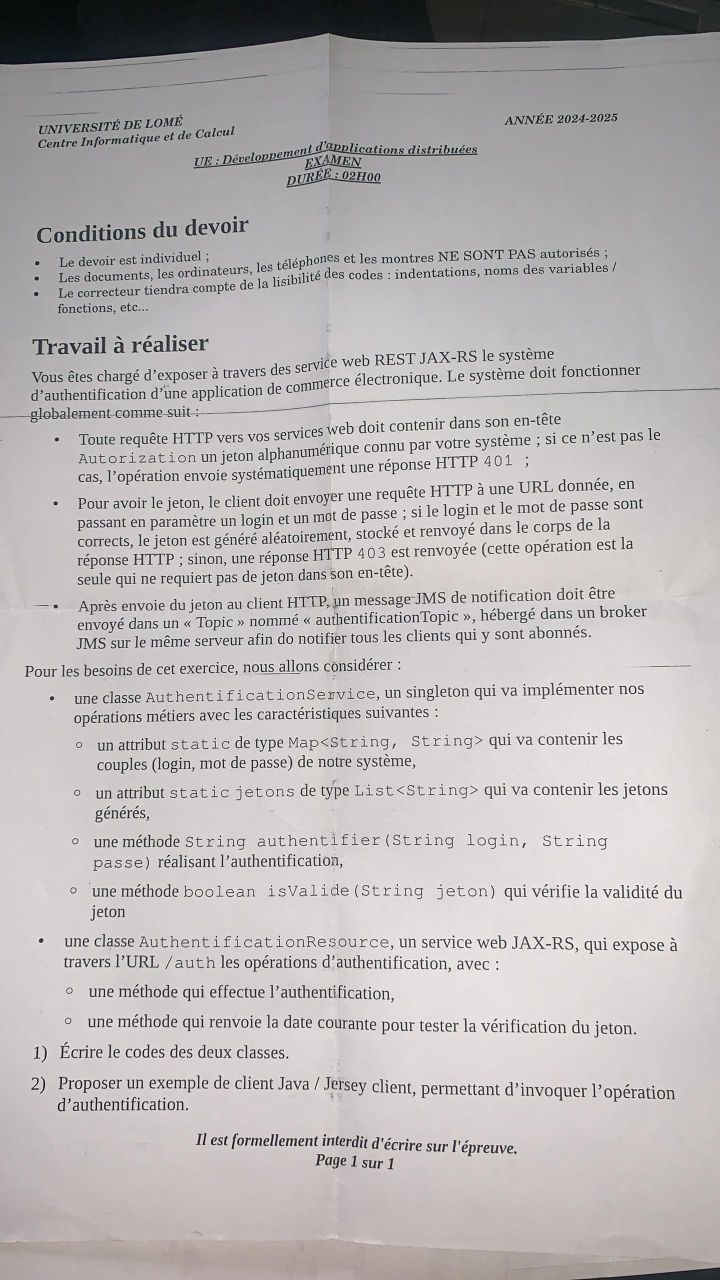 UNIVERSITÉ DE LOMÉ
Centre Informatique et de Calcul
ANNÉE 2024-2025
UE : Développement d'applications distribuées
EXAMEN
DURÉE : 02H00
Conditions du devoir
• Le devoir est individuel ;
• Les documents, les ordinateurs, les téléphones et les montres NE SONT PAS autorisés ;
• Le correcteur tiendra compte de la lisibilité des codes : indentations, noms des variables /
fonctions, etc...
Travail à réaliser
Vous êtes chargé d'exposer à travers des service web REST JAX-RS le système
d'authentification d'une application de commerce électronique. Le système doit fonctionner
globalement comme suit :
• Toute requête HTTP vers vos services web doit contenir dans son en-tête
Autorization un jeton alphanumérique connu par votre système ; si ce n'est pas le
cas, l'opération envoie systématiquement une réponse HTTP 401 ;
• Pour avoir le jeton, le client doit envoyer une requête HTTP à une URL donnée, en
passant en paramètre un login et un mot de passe ; si le login et le mot de passe sont
corrects, le jeton est généré aléatoirement, stocké et renvoyé dans le corps de la
réponse HTTP ; sinon, une réponse HTTP 403 est renvoyée (cette opération est la
seule qui ne requiert pas de jeton dans son en-tête).
• Après envoie du jeton au client HTTP, un message JMS de notification doit être
envoyé dans un « Topic » nommé « authentificationTopic », hébergé dans un broker
JMS sur le même serveur afin do notifier tous les clients qui y sont abonnés.
Pour les besoins de cet exercice, nous allons considérer :
• une classe AuthentificationService, un singleton qui va implémenter nos
opérations métiers avec les caractéristiques suivantes :
○ un attribut static de type Map<String, String> qui va contenir les
couples (login, mot de passe) de notre système,
○ un attribut static jetons de type List<String> qui va contenir les jetons
générés,
○ une méthode String authentifier(String login, String
passe) réalisant l'authentification,
○ une méthode boolean isValide(String jeton) qui vérifie la validité du
jeton
• une classe AuthentificationResource, un service web JAX-RS, qui expose à
travers l'URL /auth les opérations d'authentification, avec :
○ une méthode qui effectue l'authentification,
○ une méthode qui renvoie la date courante pour tester la vérification du jeton.
1) Écrire le codes des deux classes.
2) Proposer un exemple de client Java / Jersey client, permettant d'invoquer l'opération
d'authentification.
Il est formellement interdit d'écrire sur l'épreuve.
Page 1 sur 1